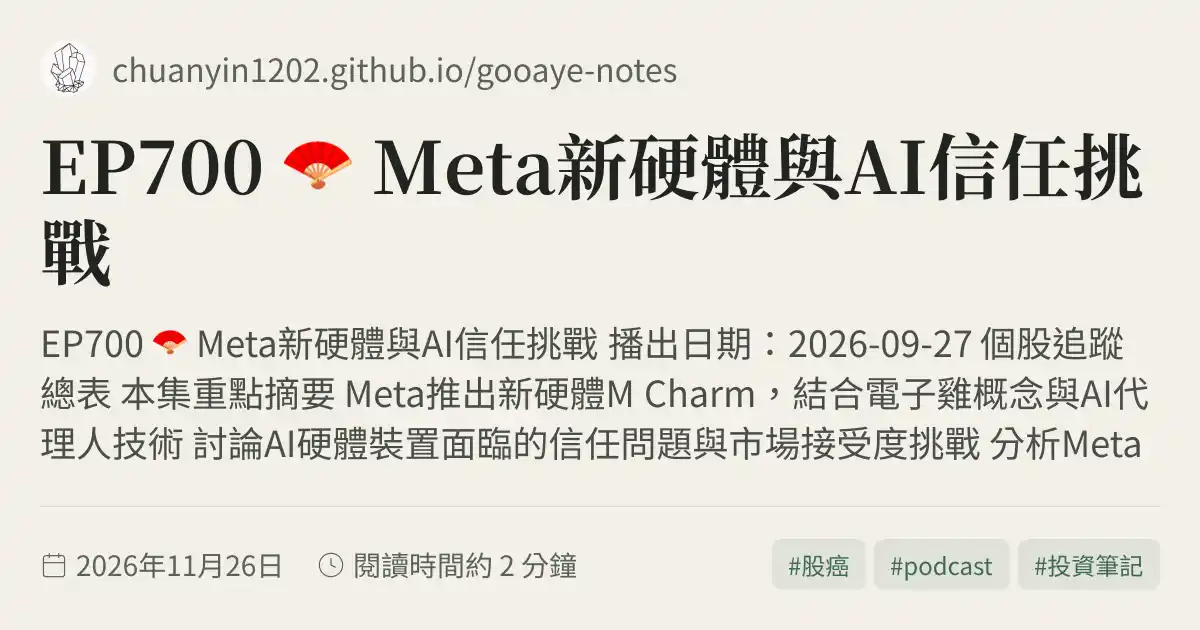 chuanyin1202.github.io/gooaye-notes
EP700 🪭 Meta新硬體與AI信任挑
戰
EP700 🪭 Meta新硬體與AI信任挑戰 播出日期：2026-09-27 個股追蹤
總表 本集重點摘要 Meta推出新硬體M Charm，結合電子雞概念與AI代
理人技術 討論AI硬體裝置面臨的信任問題與市場接受度挑戰 分析Meta
2026年11月26日 閱讀時間約 2 分鐘 #股癌 #podcast #投資筆記